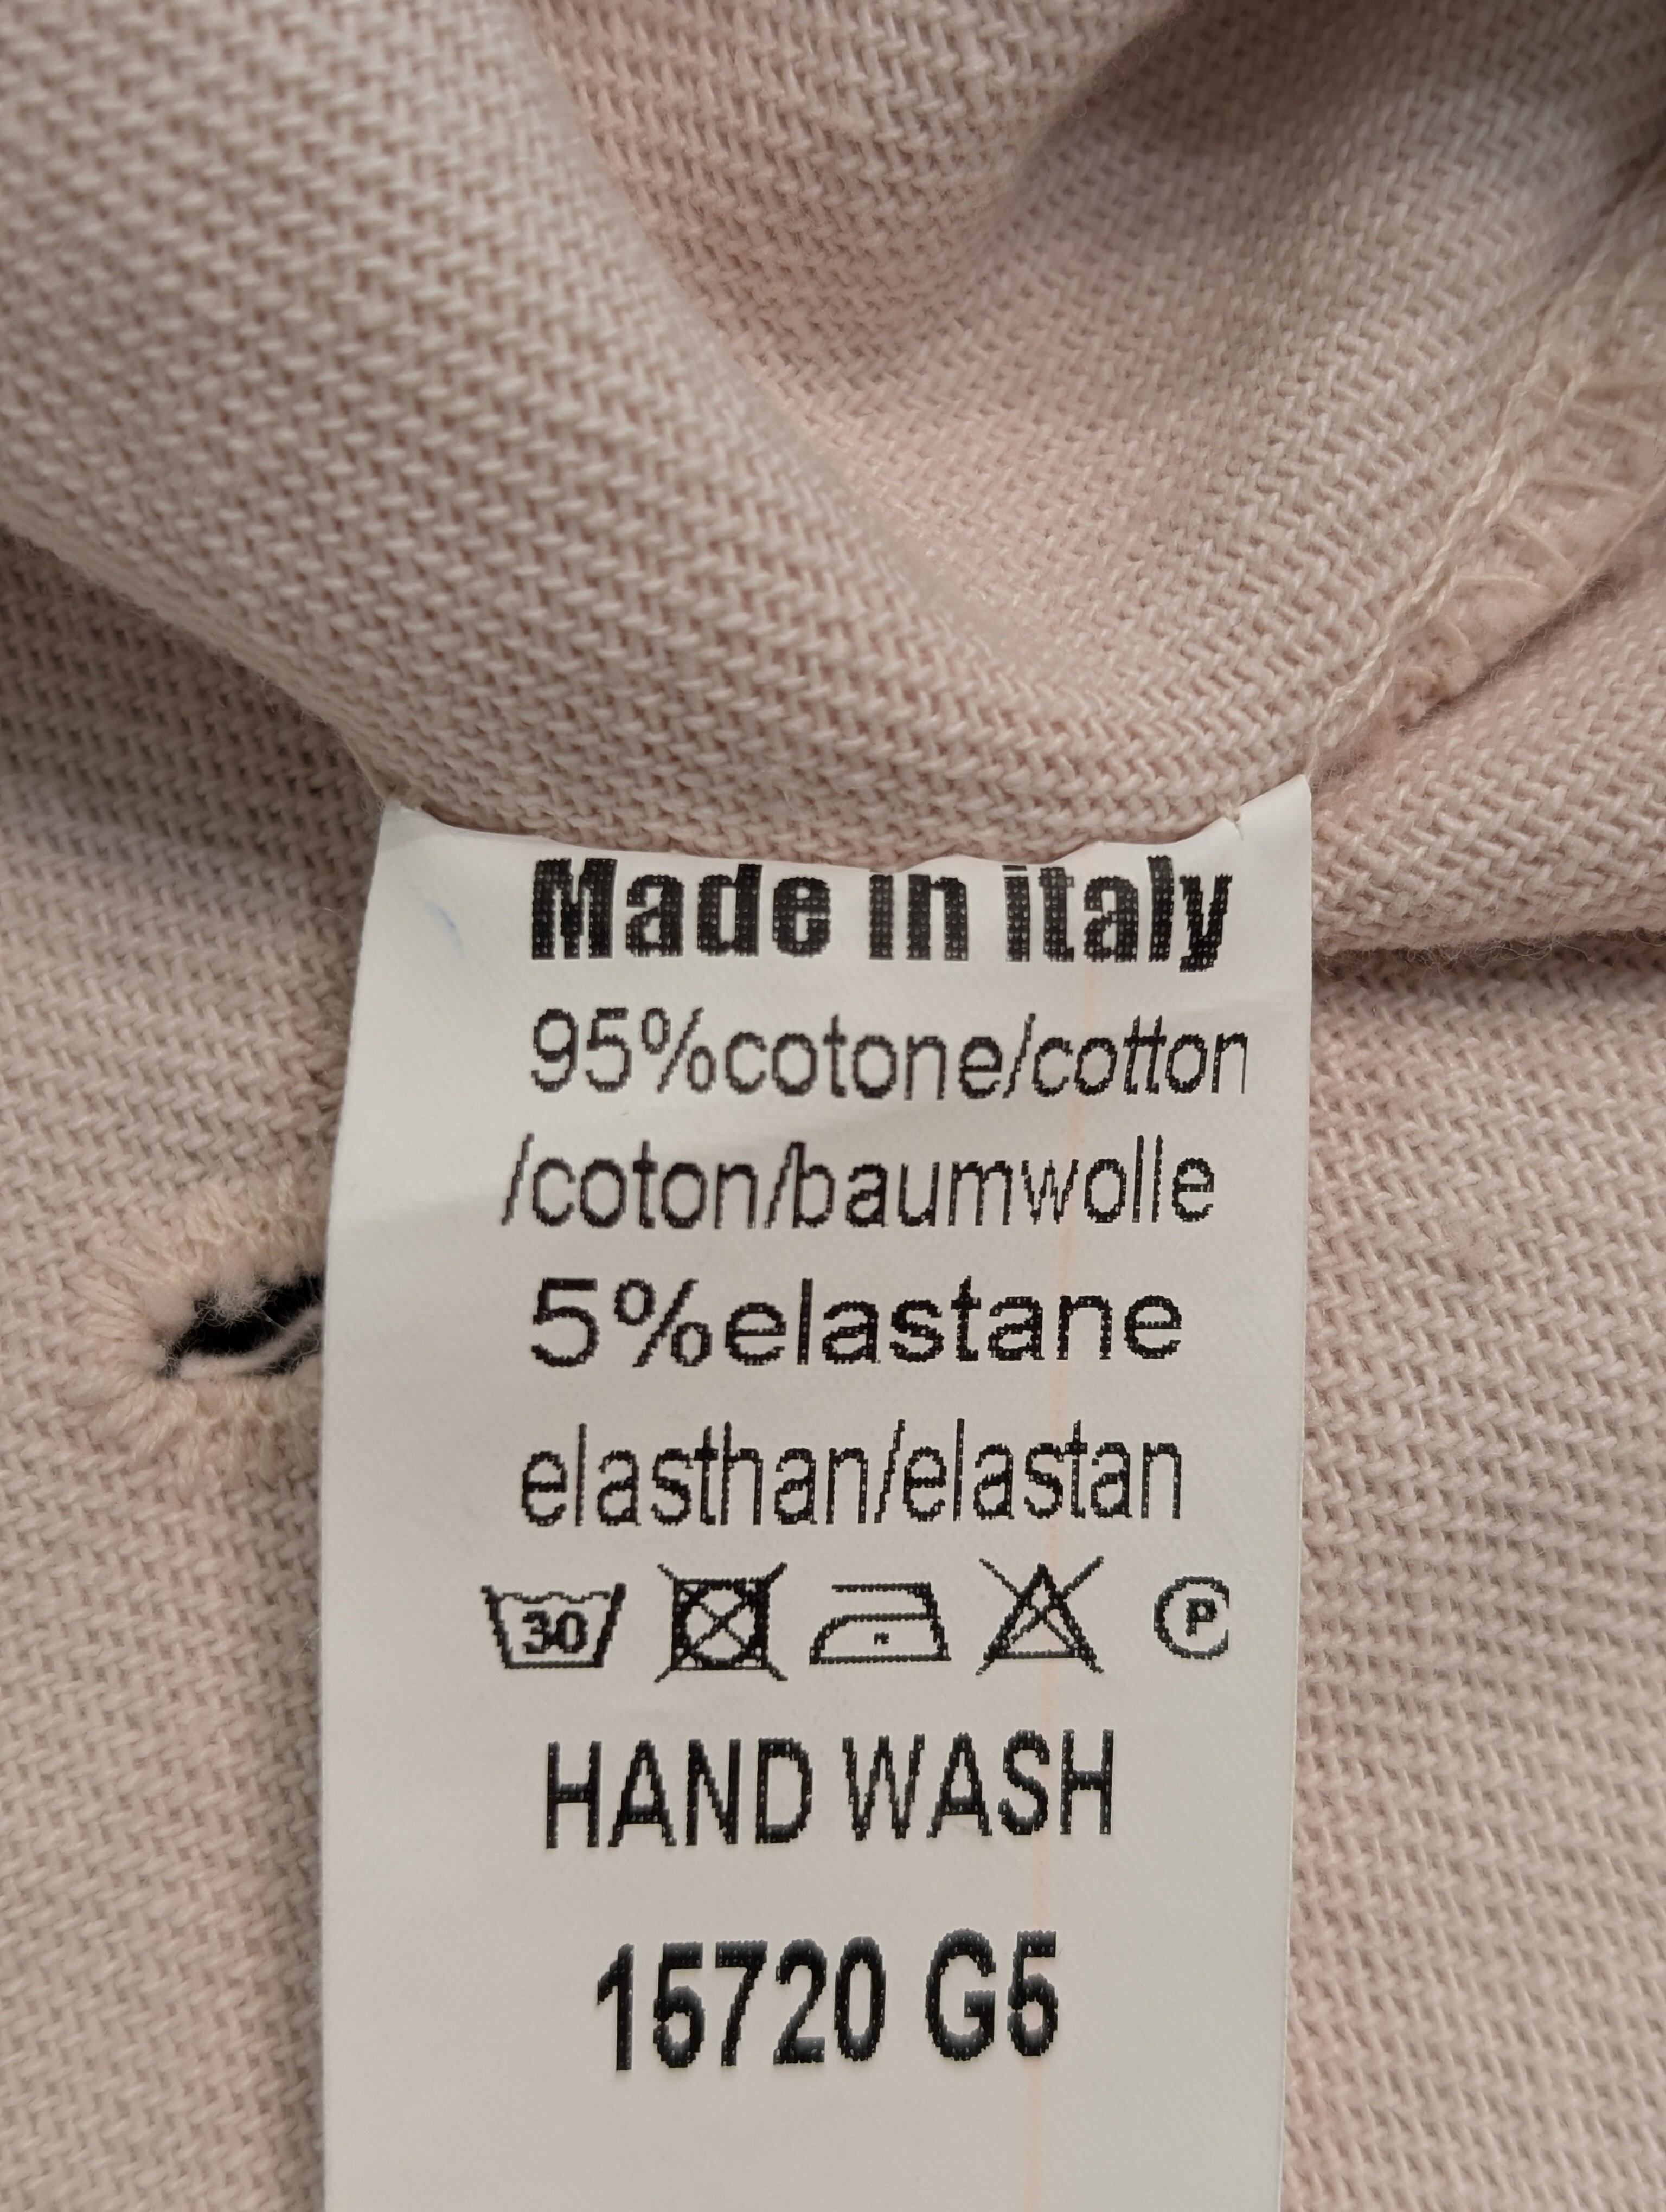 Made in italy
95%cotone/cotton
/coton/baumwolle
5%elastane
elasthan/elastan
30 P
HAND WASH
15720 G5